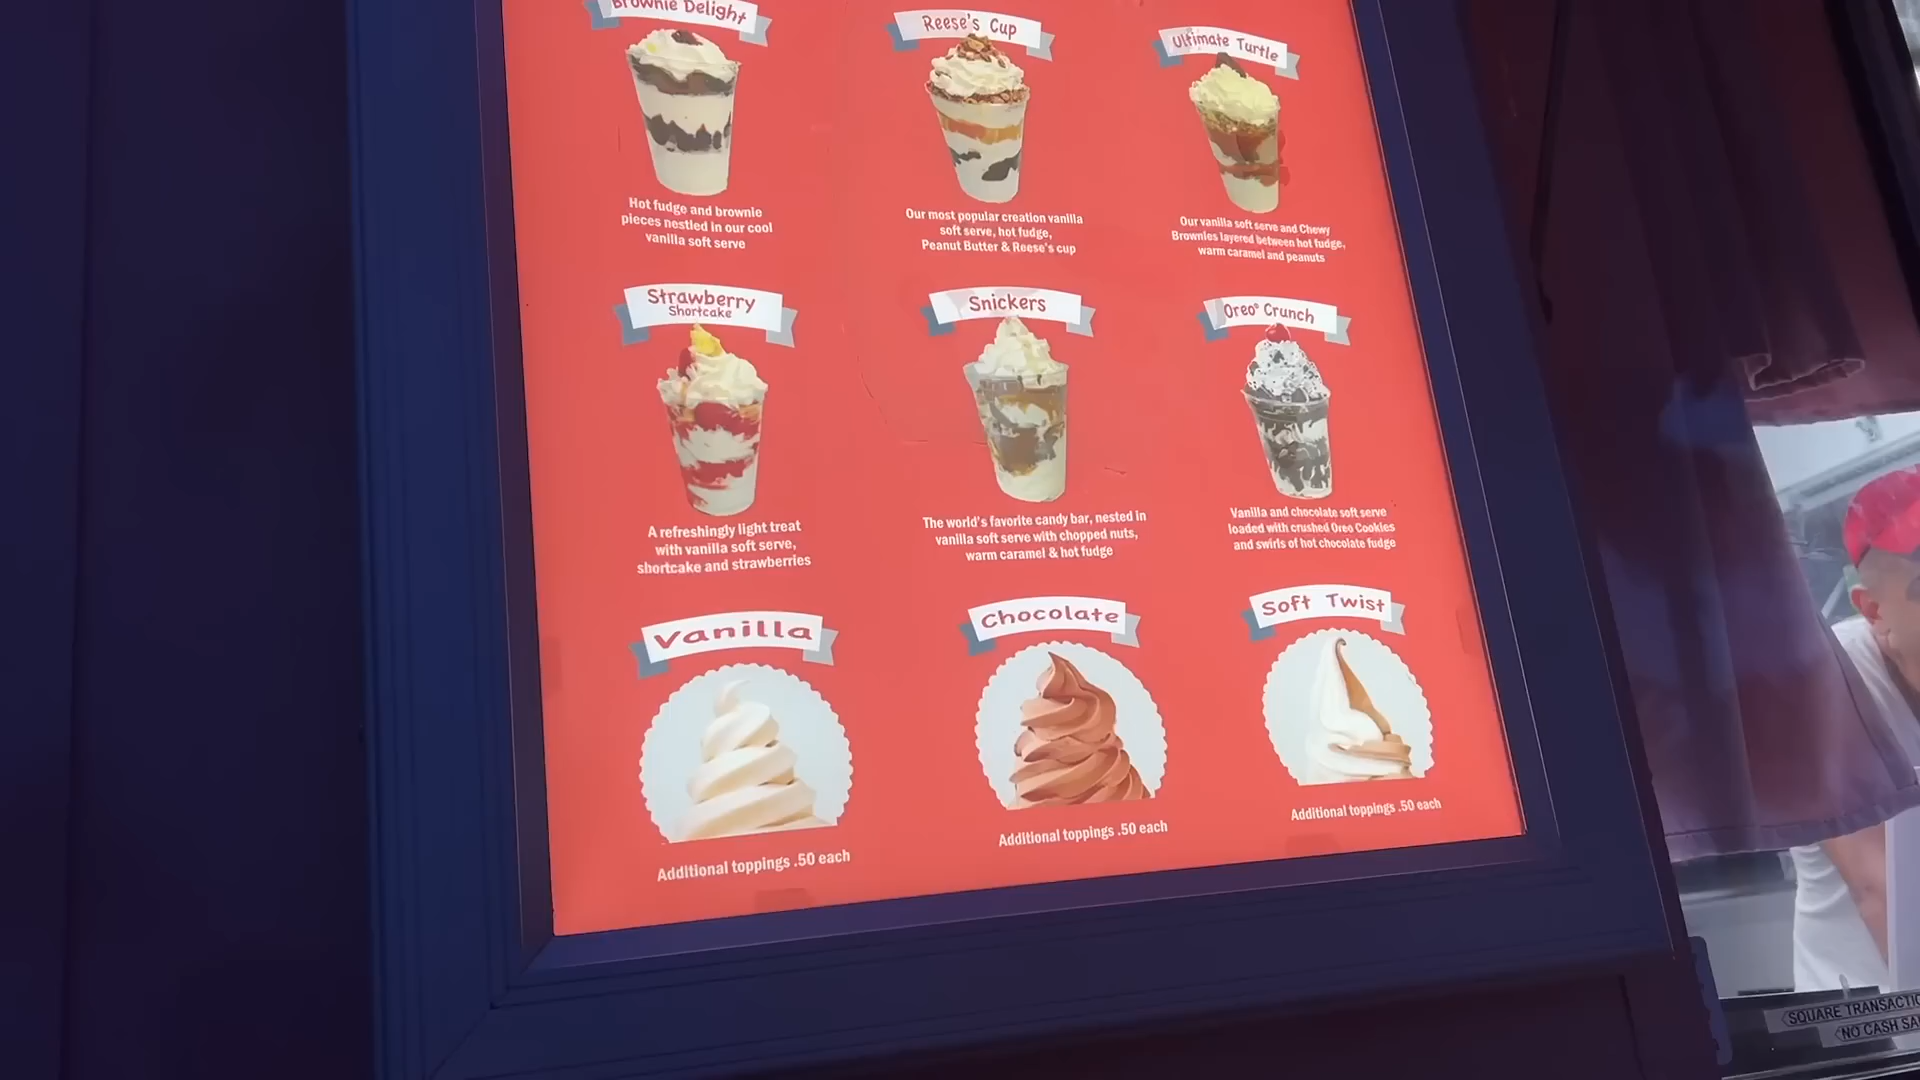 Brownie Delight
Reese's Cup
Ultimate Turtle
Hot fudge and brownie
pieces nestled in our cool
vanilla soft serve
Our most popular creation vanilla
soft serve, hot fudge,
Peanut Butter & Reese's cup
Our vanilla soft serve and Chewy
Brownies layered between hot fudge,
warm caramel and peanuts
Strawberry
Shortcake
Snickers
Oreo® Crunch
A refreshingly light treat
with vanilla soft serve,
shortcake and strawberries
The world's favorite candy bar, nested in
vanilla soft serve with chopped nuts,
warm caramel & hot fudge
Vanilla and chocolate soft serve
loaded with crushed Oreo Cookies
and swirls of hot chocolate fudge
Vanilla
Chocolate
Soft Twist
Additional toppings .50 each
Additional toppings .50 each
Additional toppings .50 each
SQUARE
NO CASH